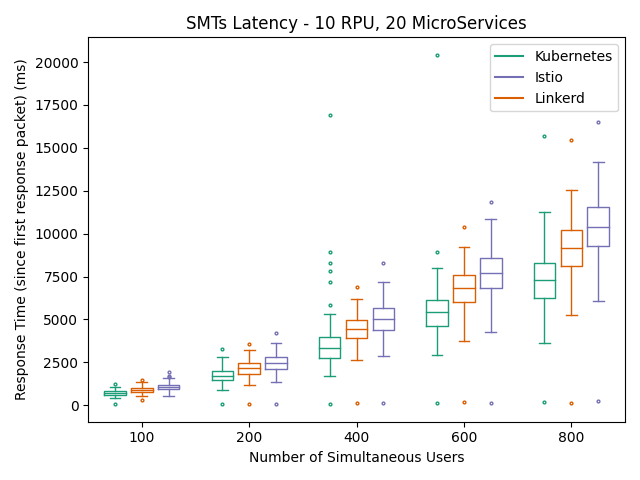 SMTs Latency - 10 RPU, 20 MicroServices
Response Time (since first response packet) (ms)
20000
17500
15000
12500
10000
7500
5000
2500
0
Kubernetes
Istio
Linkerd
100 200 400 600 800
Number of Simultaneous Users